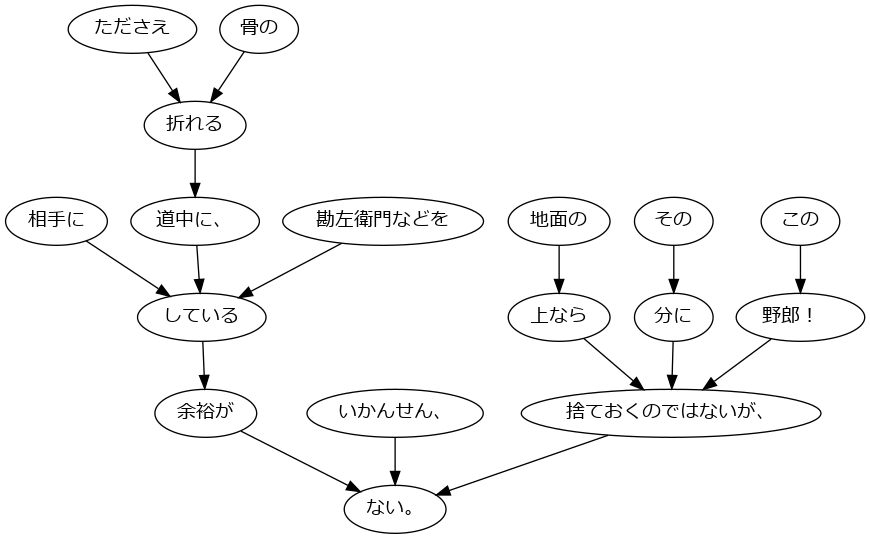 たださえ
骨の
折れる
相手に
道中に、
勘左衛門などを
地面の
その
この
している
上なら
分に
野郎！
余裕が
いかんせん、
捨ておくのではないが、
ない。